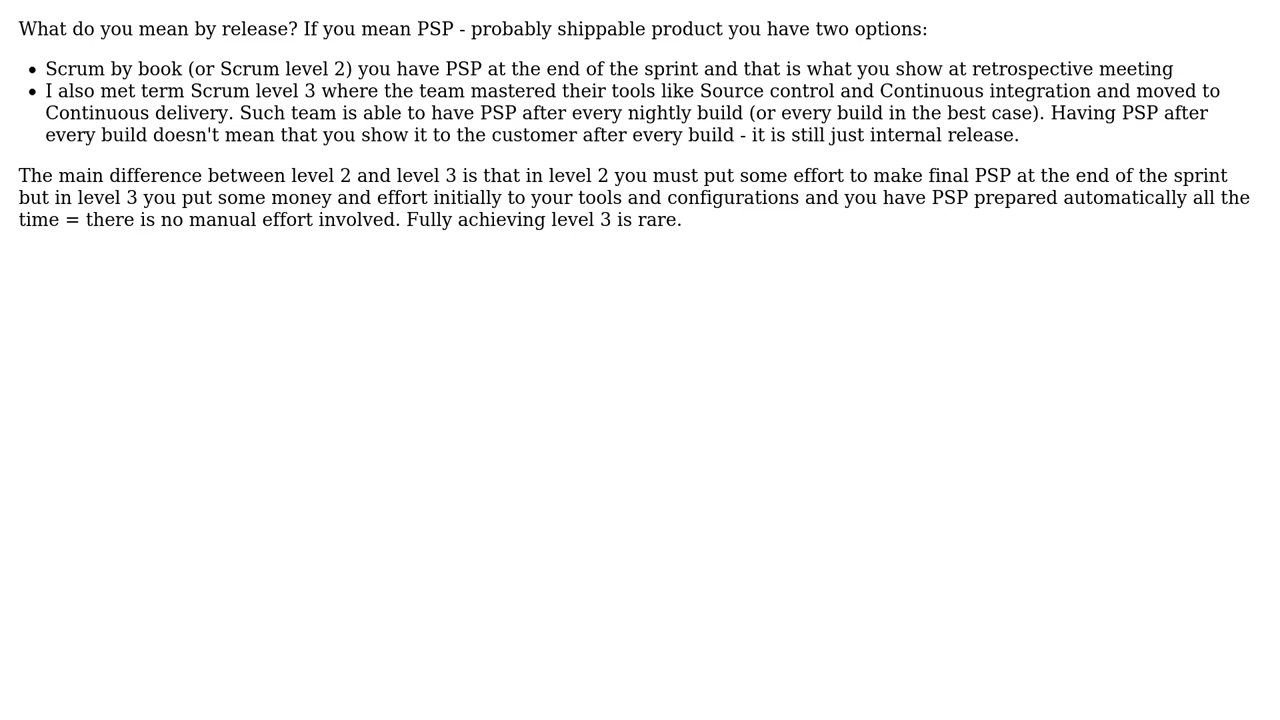 What do you mean by release? If you mean PSP - probably shippable product you have two options:
• Scrum by book (or Scrum level 2) you have PSP at the end of the sprint and that is what you show at retrospective meeting
• I also met term Scrum level 3 where the team mastered their tools like Source control and Continuous integration and moved to
Continuous delivery. Such team is able to have PSP after every nightly build (or every build in the best case). Having PSP after
every build doesn't mean that you show it to the customer after every build - it is still just internal release.
The main difference between level 2 and level 3 is that in level 2 you must put some effort to make final PSP at the end of the sprint
but in level 3 you put some money and effort initially to your tools and configurations and you have PSP prepared automatically all the
time = there is no manual effort involved. Fully achieving level 3 is rare.